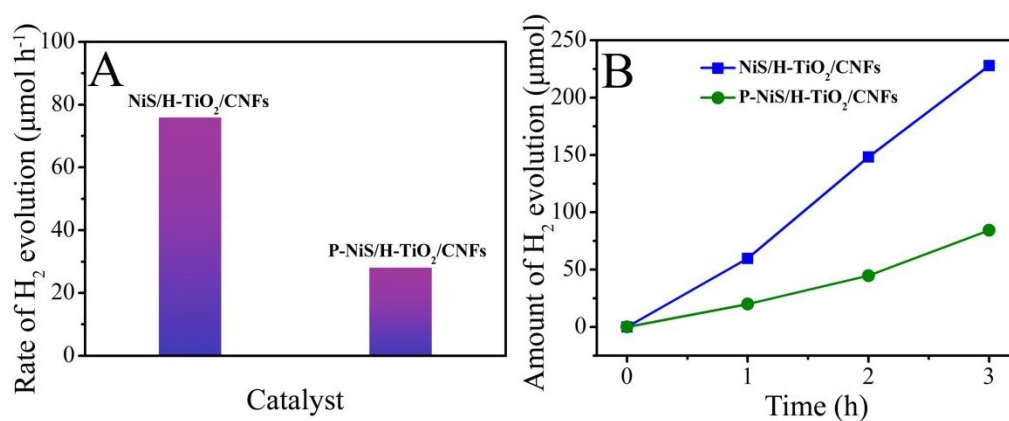 A
Rate of H₂ evolution (μmol h⁻¹)
100
80
60
40
20
0
NiS/H-TiO₂/CNFs
P-NiS/H-TiO₂/CNFs
Catalyst
B
Amount of H₂ evolution (μmol)
250
200
150
100
50
0
NiS/H-TiO₂/CNFs
P-NiS/H-TiO₂/CNFs
0 1 2 3
Time (h)